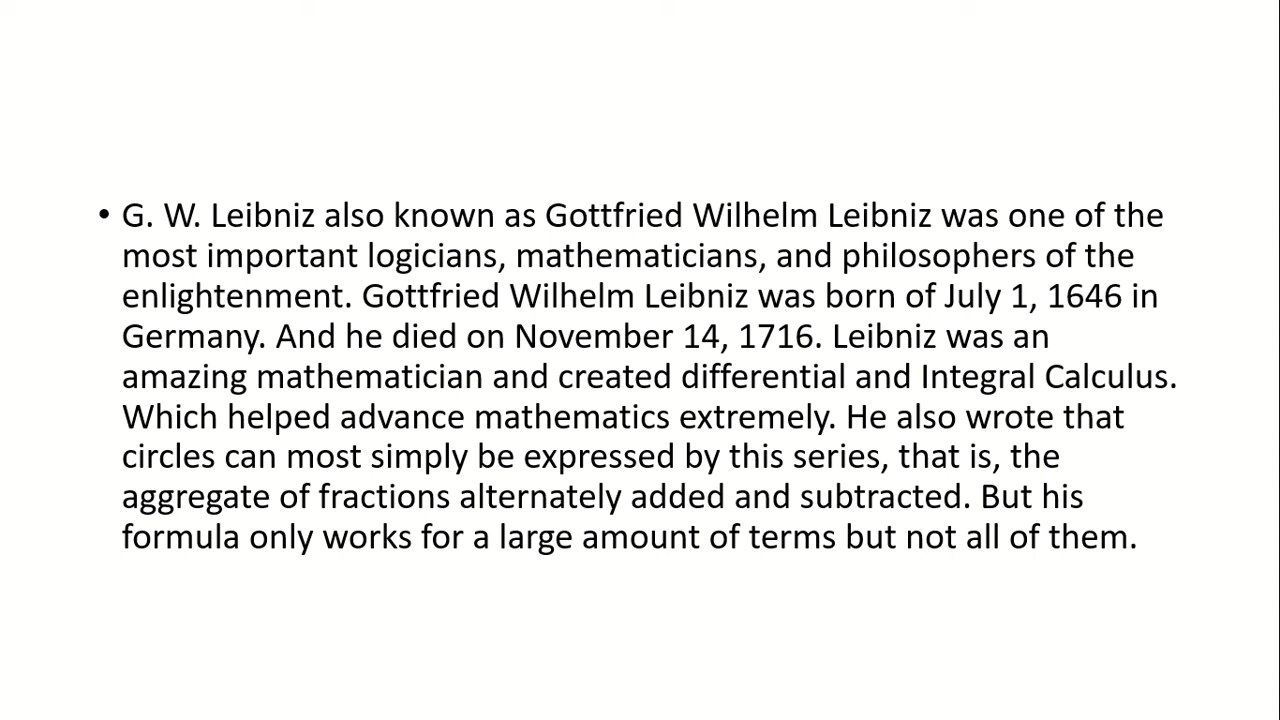 • G. W. Leibniz also known as Gottfried Wilhelm Leibniz was one of the
most important logicians, mathematicians, and philosophers of the
enlightenment. Gottfried Wilhelm Leibniz was born of July 1, 1646 in
Germany. And he died on November 14, 1716. Leibniz was an
amazing mathematician and created differential and Integral Calculus.
Which helped advance mathematics extremely. He also wrote that
circles can most simply be expressed by this series, that is, the
aggregate of fractions alternately added and subtracted. But his
formula only works for a large amount of terms but not all of them.